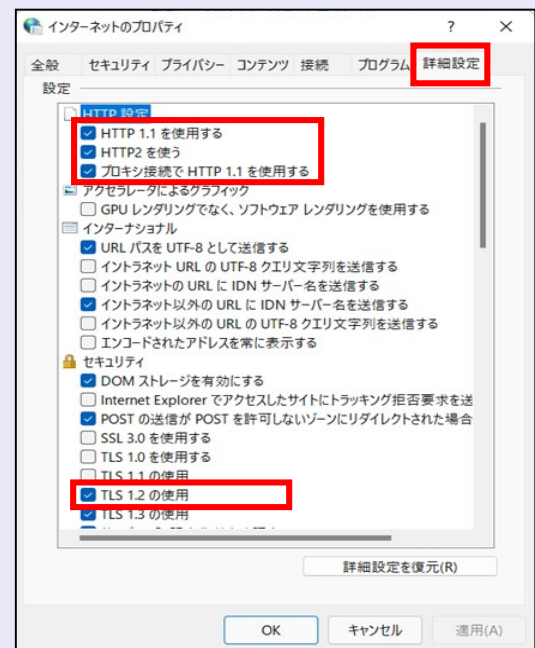 インターネットのプロパティ ? ×
全般 セキュリティ プライバシー コンテンツ 接続 プログラム 詳細設定
設定
HTTP 設定
HTTP 1.1 を使用する
HTTP2 を使う
プロキシ接続で HTTP 1.1 を使用する
アクセラレータによるグラフィック
GPU レンダリングでなく、ソフトウェア レンダリングを使用する
インターナショナル
URL パスを UTF-8 として送信する
イントラネット URL の UTF-8 クエリ文字列を送信する
イントラネットの URL に IDN サーバー名を送信する
イントラネット以外の URL に IDN サーバー名を送信する
イントラネット以外の URL の UTF-8 クエリ文字列を送信する
エンコードされたアドレスを常に表示する
セキュリティ
DOM ストレージを有効にする
Internet Explorer でアクセスしたサイトにトラッキング拒否要求を送
POST の送信が POST を許可しないゾーンにリダイレクトされた場合
SSL 3.0 を使用する
TLS 1.0 を使用する
TLS 1.1 の使用
TLS 1.2 の使用
TLS 1.3 の使用
詳細設定を復元(R)
OK キャンセル 適用(A)